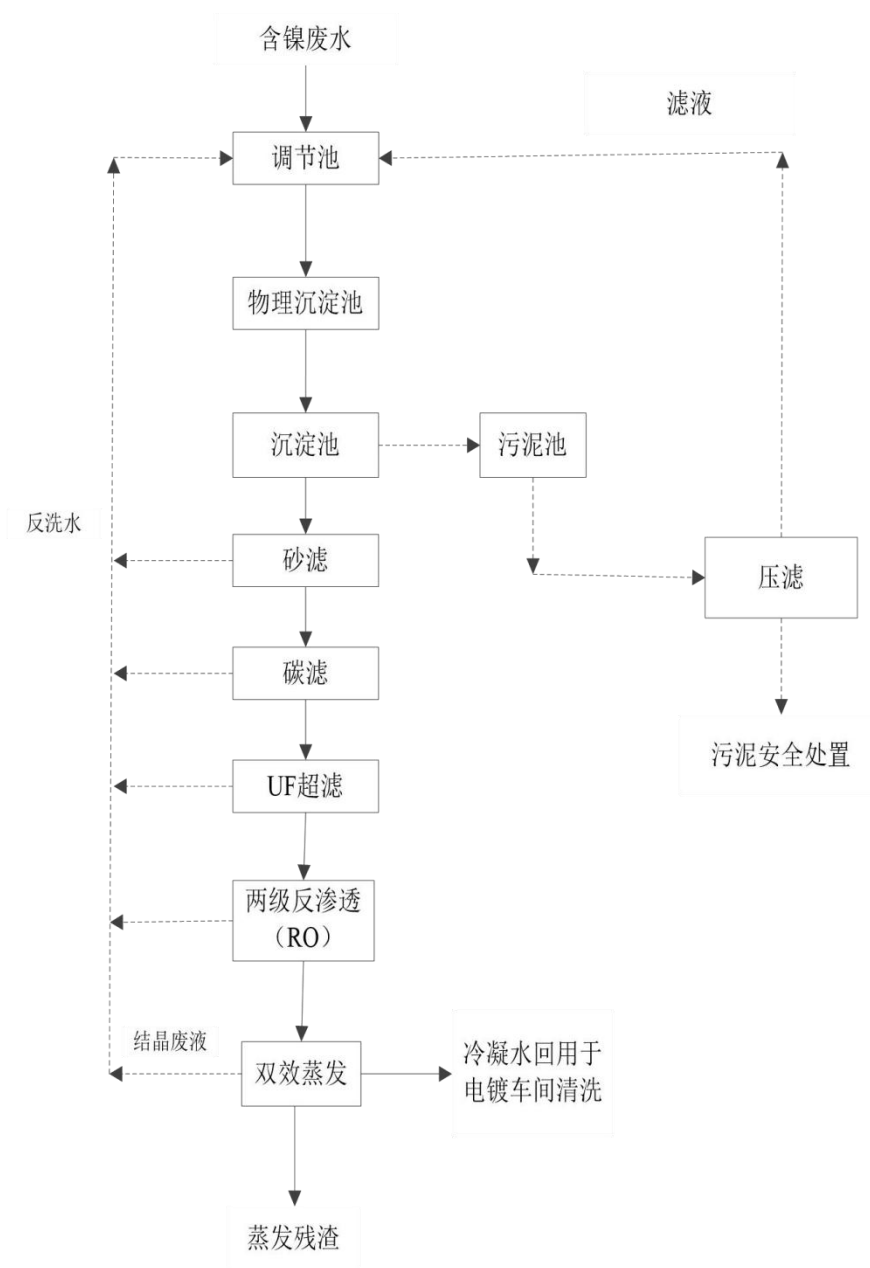 含镍废水
滤液
调节池
物理沉淀池
沉淀池
污泥池
反洗水
砂滤
压滤
碳滤
污泥安全处置
UF超滤
两级反渗透
（RO）
结晶废液
双效蒸发
冷凝水回用于
电镀车间清洗
蒸发残渣